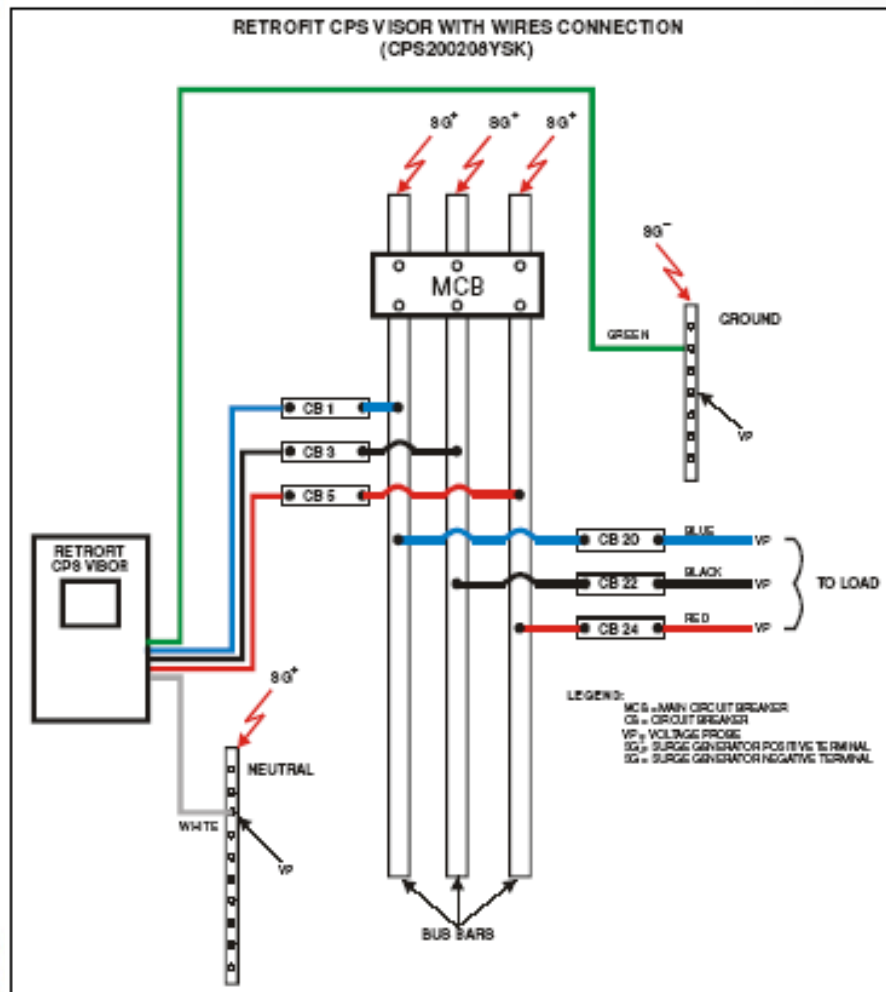 RETROFIT CPS VISOR WITH WIRES CONNECTION
(CPS200208YSK)
SG+
SG+
SG+
SG−
MCB
GROUND
GREEN
VP
CB 1
CB 3
CB 5
RETROFIT
CPS VISOR
CB 20
BLUE
VP
CB 22
BLACK
VP
TO LOAD
CB 24
RED
VP
SG+
NEUTRAL
WHITE
VP
BUS BARS
LEGEND:
MCB = MAIN CIRCUIT BREAKER
CB = CIRCUIT BREAKER
VP = VOLTAGE PROBE
SG+ = SURGE GENERATOR POSITIVE TERMINAL
SG− = SURGE GENERATOR NEGATIVE TERMINAL